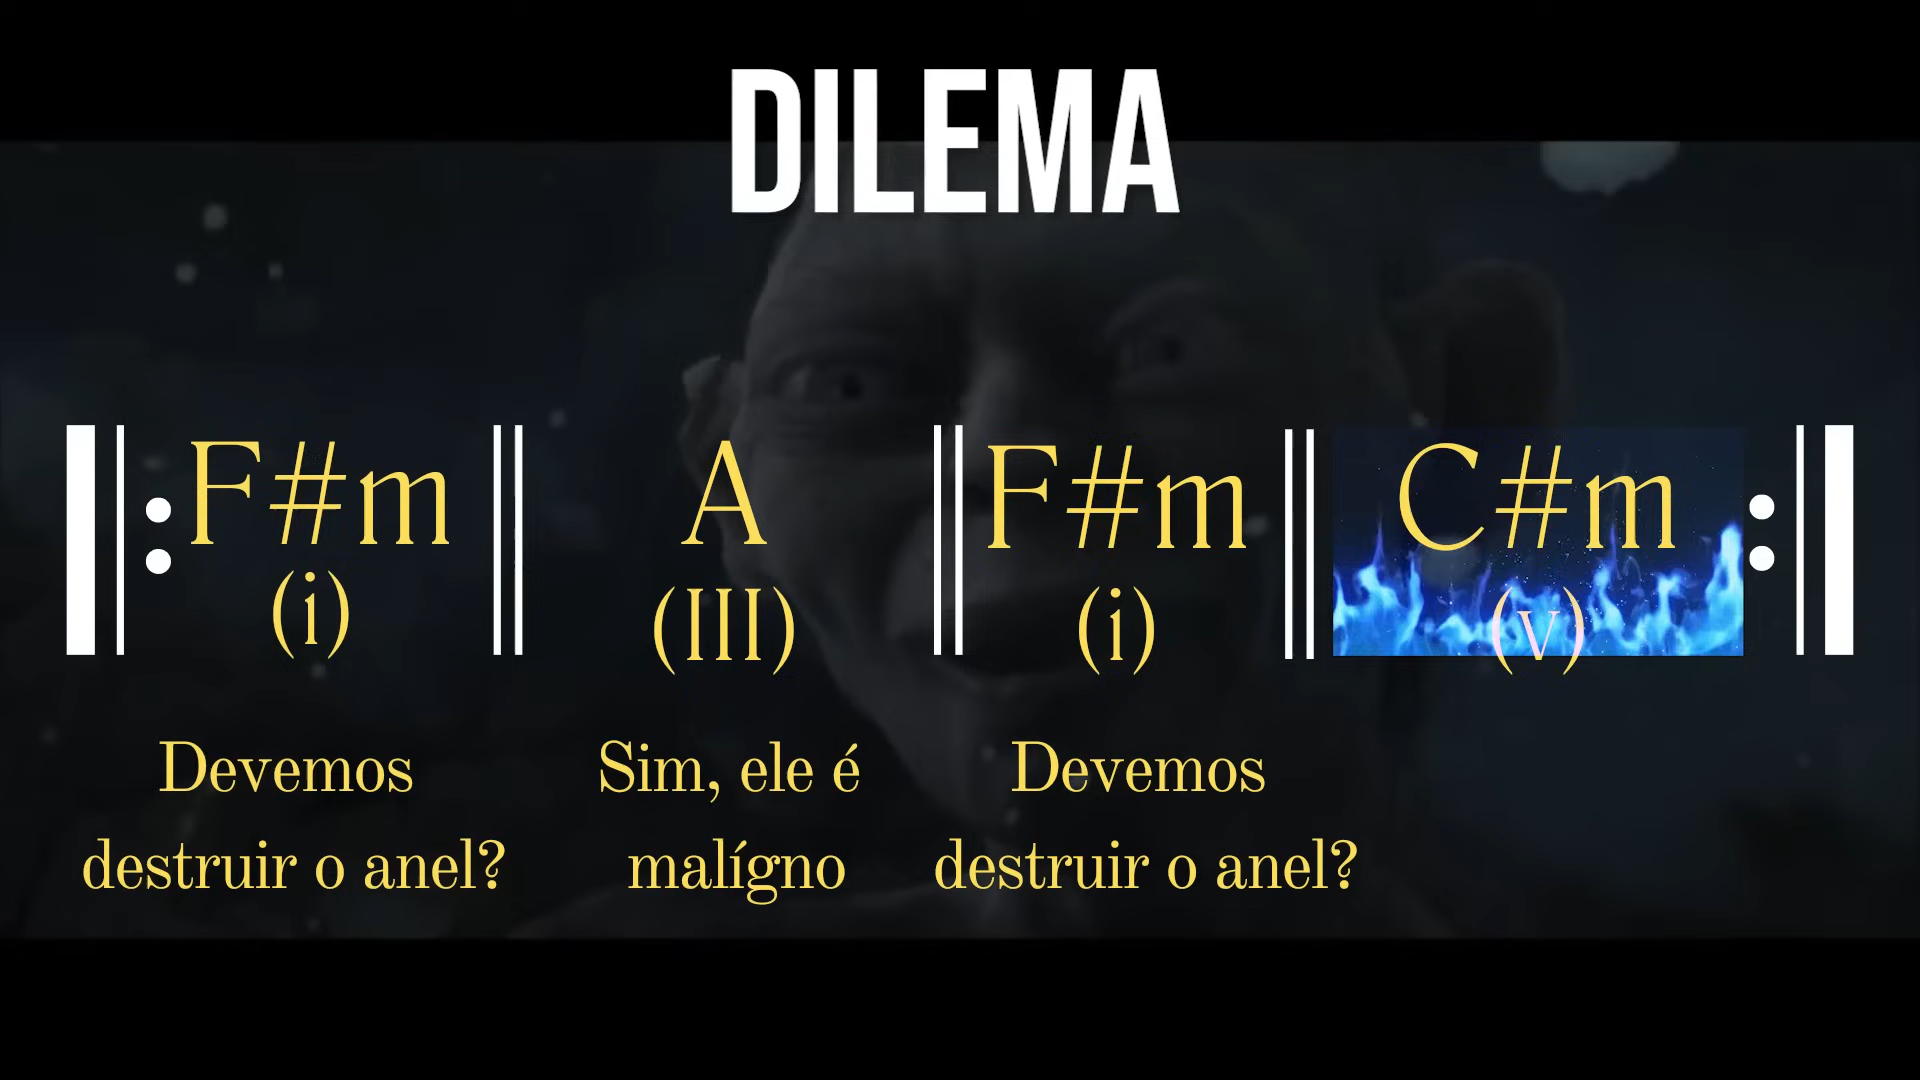 DILEMA
F#m A F#m C#m
(i) (III) (i) (v)
Devemos Sim, ele é Devemos
destruir o anel? malígno destruir o anel?